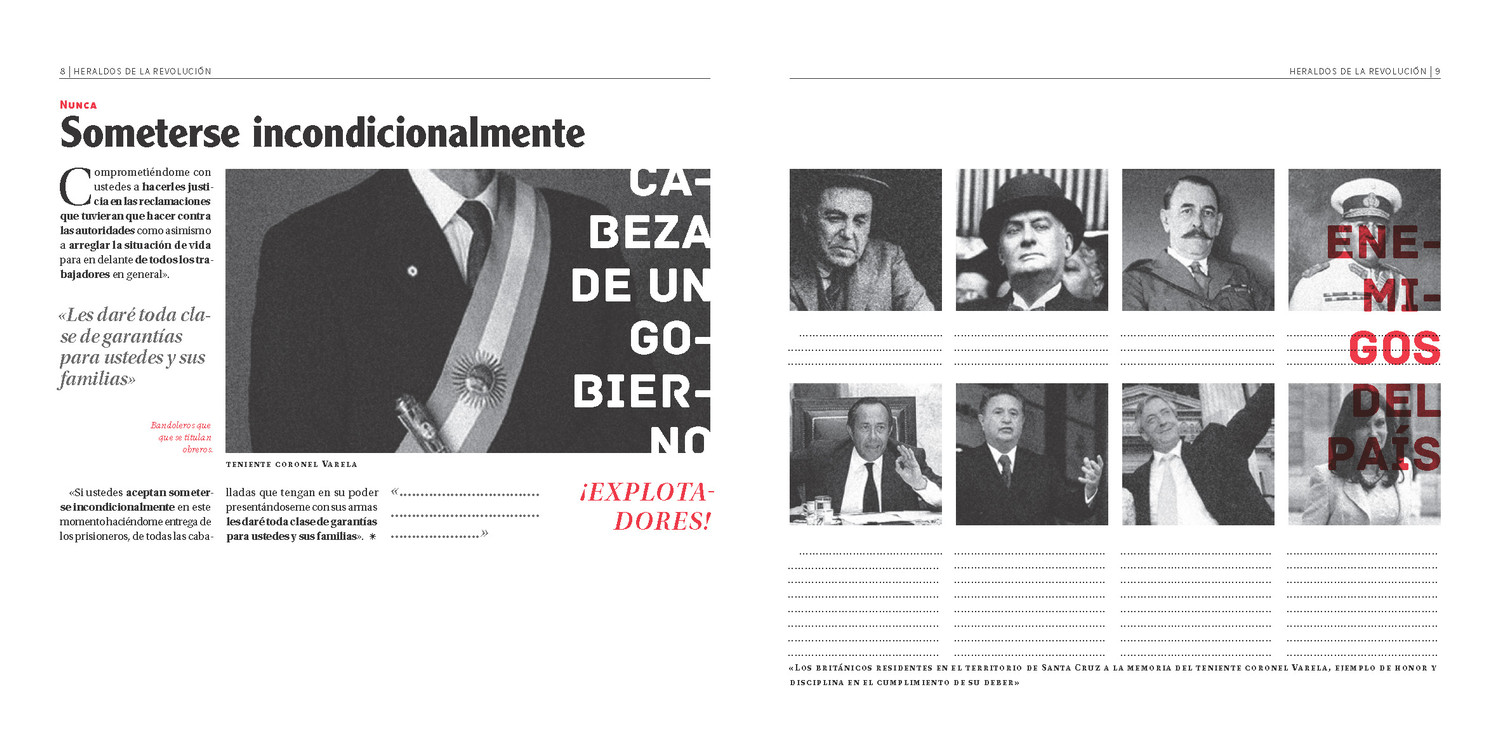 8 | HERALDOS DE LA REVOLUCIÓN
Nunca
Someterse incondicionalmente
Comprometiéndome con
ustedes a hacerles justi-
cia en las reclamaciones
que tuvieran que hacer contra
las autoridades como asimismo
a arreglar la situación de vida
para en delante de todos los tra-
bajadores en general».
«Les daré toda cla-
se de garantías
para ustedes y sus
familias»
Bandoleros que
que se titulan
obreros.
CA-
BEZA
DE UN
GO-
BIER-
NO
TENIENTE CORONEL VARELA
«Si ustedes aceptan someter-
se incondicionalmente en este
momento haciéndome entrega de
los prisioneros, de todas las caba-
lladas que tengan en su poder
presentándoseme con sus armas
les daré toda clase de garantías
para ustedes y sus familias». ✶
«................................
................................
.....................»
¡EXPLOTA-
DORES!
HERALDOS DE LA REVOLUCIÓN | 9
ENE-
MI-
GOS
DEL
PAÍS
«LOS BRITÁNICOS RESIDENTES EN EL TERRITORIO DE SANTA CRUZ A LA MEMORIA DEL TENIENTE CORONEL VARELA, EJEMPLO DE HONOR Y
DISCIPLINA EN EL CUMPLIMIENTO DE SU DEBER»